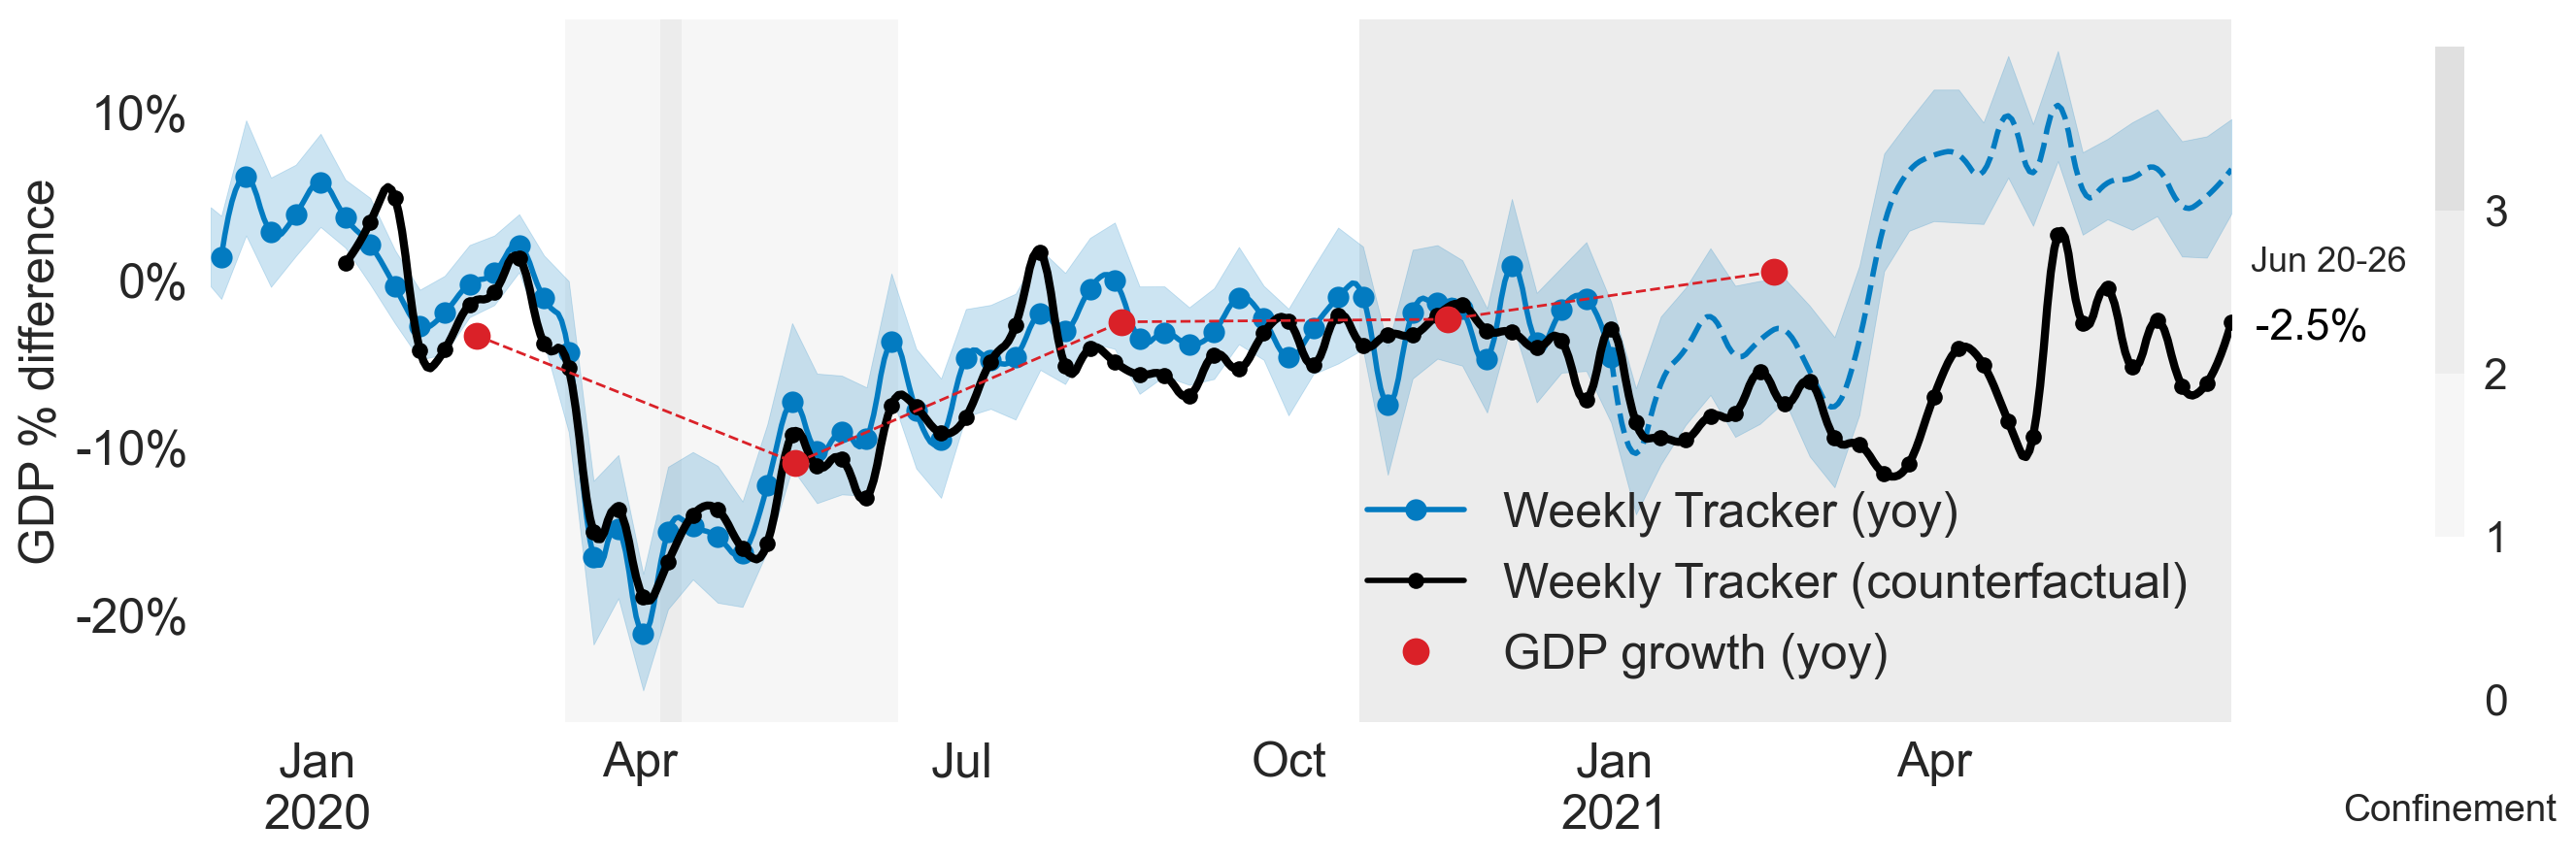 GDP % difference
10%
0%
-10%
-20%
Jan
2020
Apr
Jul
Oct
Jan
2021
Apr
Weekly Tracker (yoy)
Weekly Tracker (counterfactual)
GDP growth (yoy)
Jun 20-26
-2.5%
3
2
1
0
Confinement